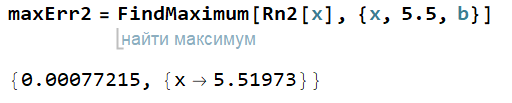 maxErr2 = FindMaximum[Rn2[x], {x, 5.5, b}]
найти максимум
{0.00077215, {x → 5.51973}}